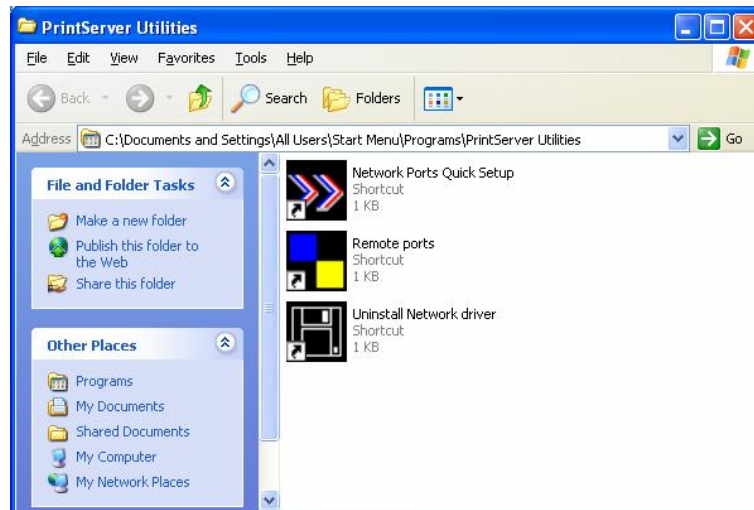 PrintServer Utilities
File Edit View Favorites Tools Help
Back Search Folders
Address C:\Documents and Settings\All Users\Start Menu\Programs\PrintServer Utilities Go
File and Folder Tasks
Make a new folder
Publish this folder to
the Web
Share this folder
Other Places
Programs
My Documents
Shared Documents
My Computer
My Network Places
Network Ports Quick Setup
Shortcut
1 KB
Remote ports
Shortcut
1 KB
Uninstall Network driver
Shortcut
1 KB